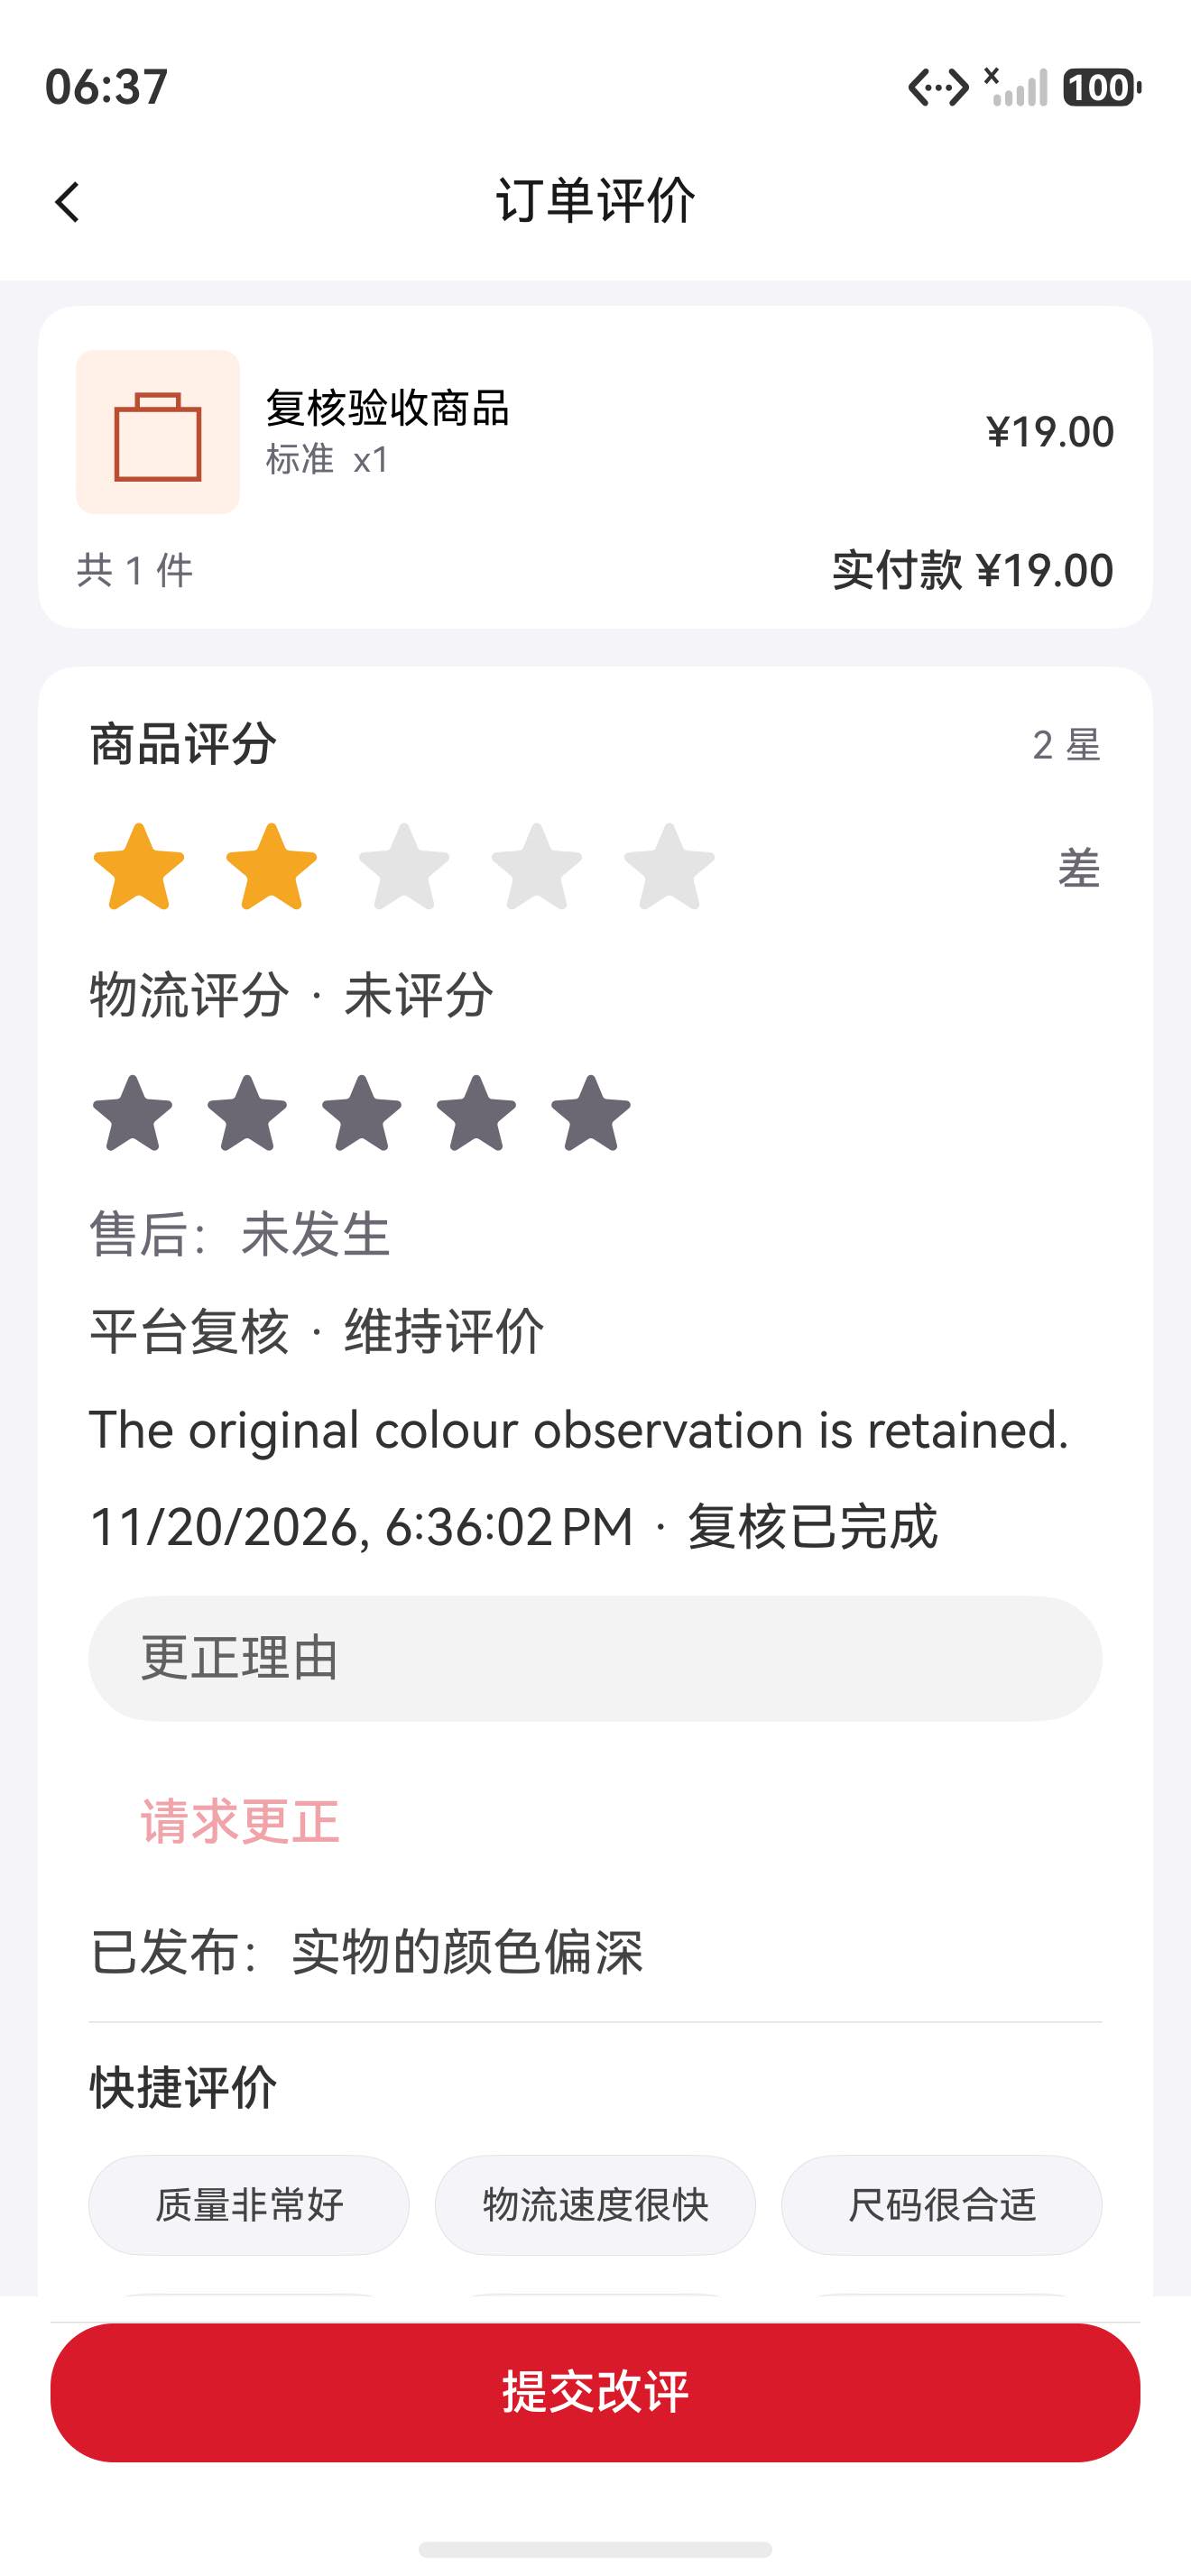 06:37
100
订单评价
复核验收商品
标准 x1
¥19.00
共 1 件
实付款 ¥19.00
商品评分
2 星
差
物流评分 · 未评分
售后：未发生
平台复核 · 维持评价
The original colour observation is retained.
11/20/2026, 6:36:02 PM · 复核已完成
更正理由
请求更正
已发布：实物的颜色偏深
快捷评价
质量非常好
物流速度很快
尺码很合适
提交改评